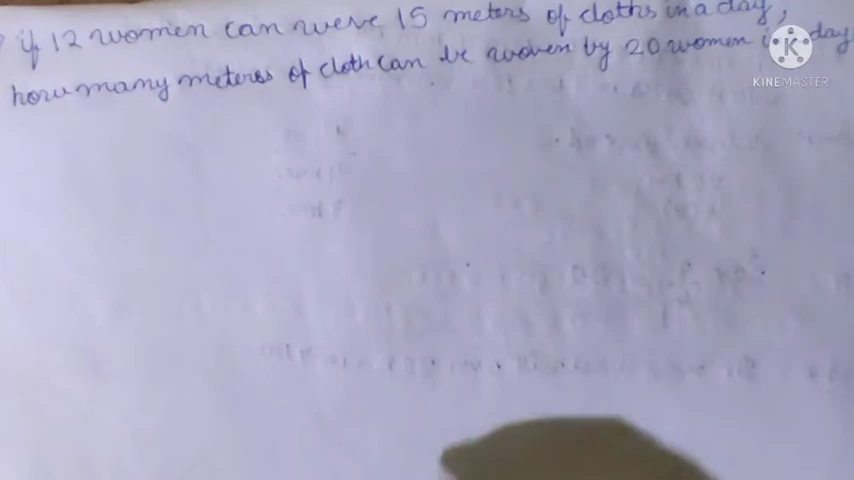 if 12 women can weve 15 meters of cloths in a day,
how many meters of cloth can be woven by 20 women day
KINEMASTER